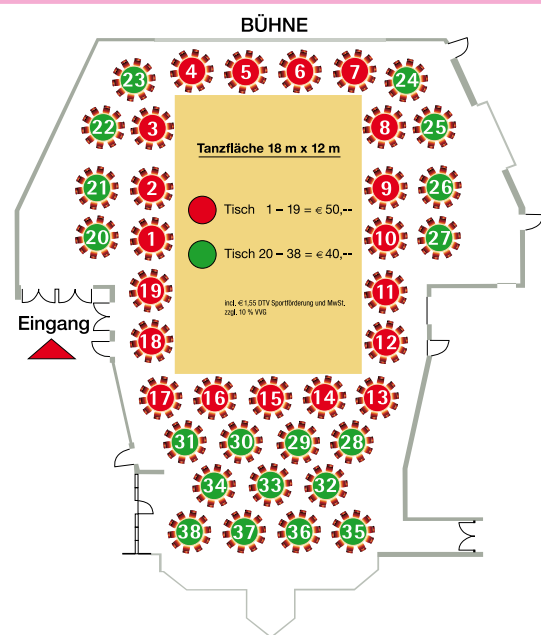 BÜHNE
4 5 6 7
23 24
22 3 8 25
Tanzfläche 18 m x 12 m
21 2 9 26
Tisch 1 – 19 = € 50,--
20 1 10 27
Tisch 20 – 38 = € 40,--
19 11
incl. € 1,55 DTV Sportförderung und MwSt.
zzgl. 10 % VVG
Eingang
18 12
17 16 15 14 13
31 30 29 28
34 33 32
38 37 36 35